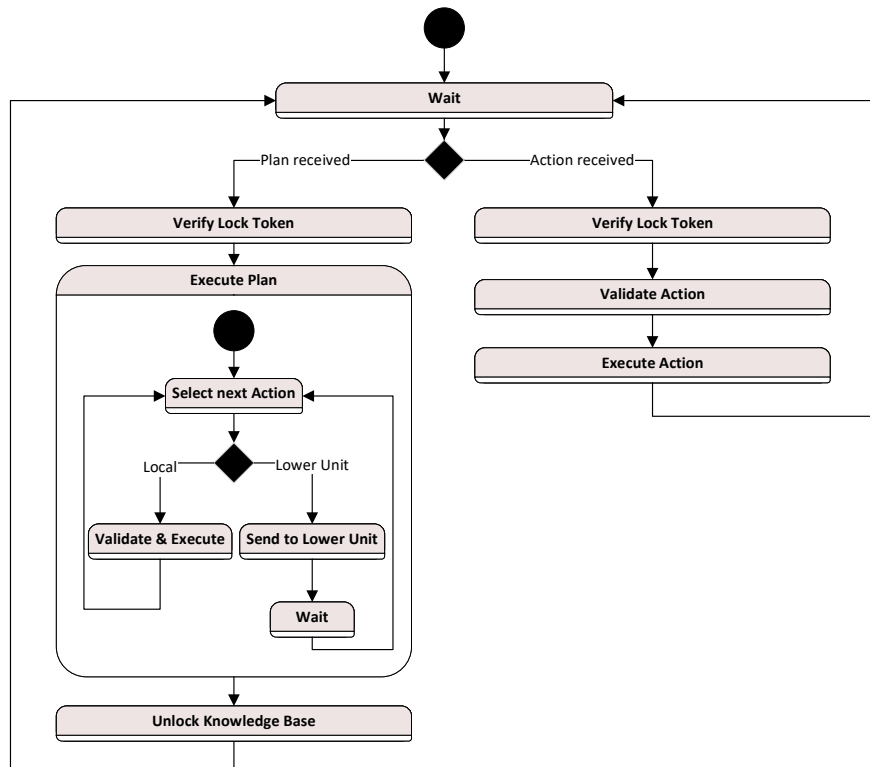 Wait
Plan received
Action received
Verify Lock Token
Verify Lock Token
Execute Plan
Validate Action
Execute Action
Select next Action
Local
Lower Unit
Validate & Execute
Send to Lower Unit
Wait
Unlock Knowledge Base